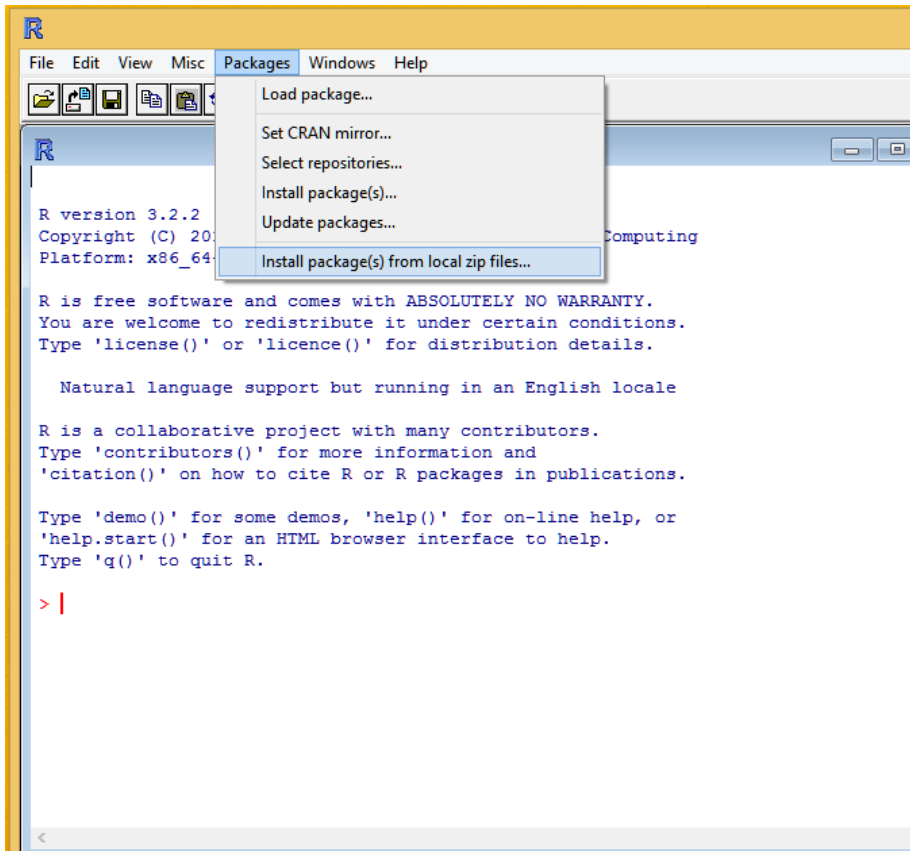 R
File Edit View Misc Packages Windows Help
Load package...
Set CRAN mirror...
Select repositories...
Install package(s)...
Update packages...
Install package(s) from local zip files...
R
R version 3.2.2
Copyright (C) 20 Computing
Platform: x86_64
R is free software and comes with ABSOLUTELY NO WARRANTY.
You are welcome to redistribute it under certain conditions.
Type 'license()' or 'licence()' for distribution details.
Natural language support but running in an English locale
R is a collaborative project with many contributors.
Type 'contributors()' for more information and
'citation()' on how to cite R or R packages in publications.
Type 'demo()' for some demos, 'help()' for on-line help, or
'help.start()' for an HTML browser interface to help.
Type 'q()' to quit R.
>